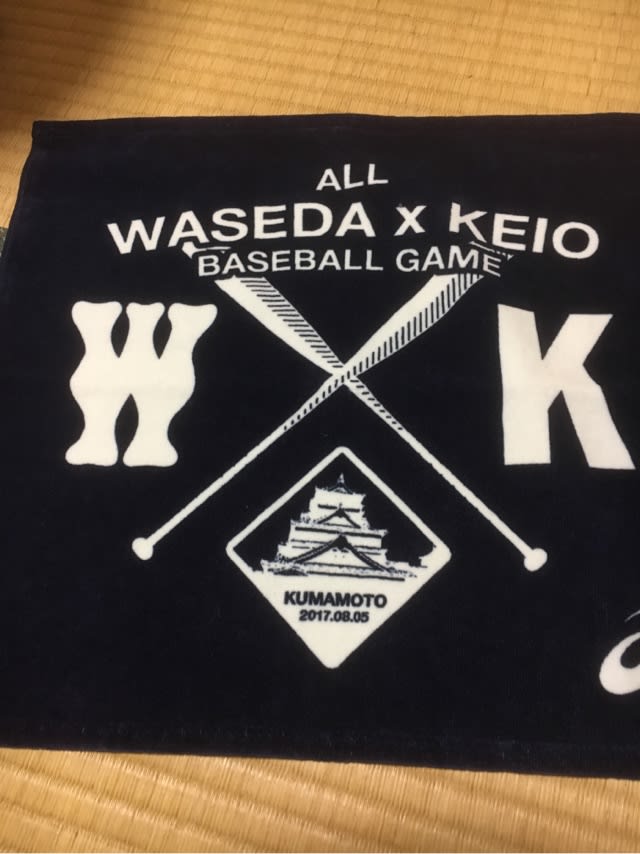 ALL
WASEDA x KEIO
BASEBALL GAME
W K
KUMAMOTO
2017.08.05